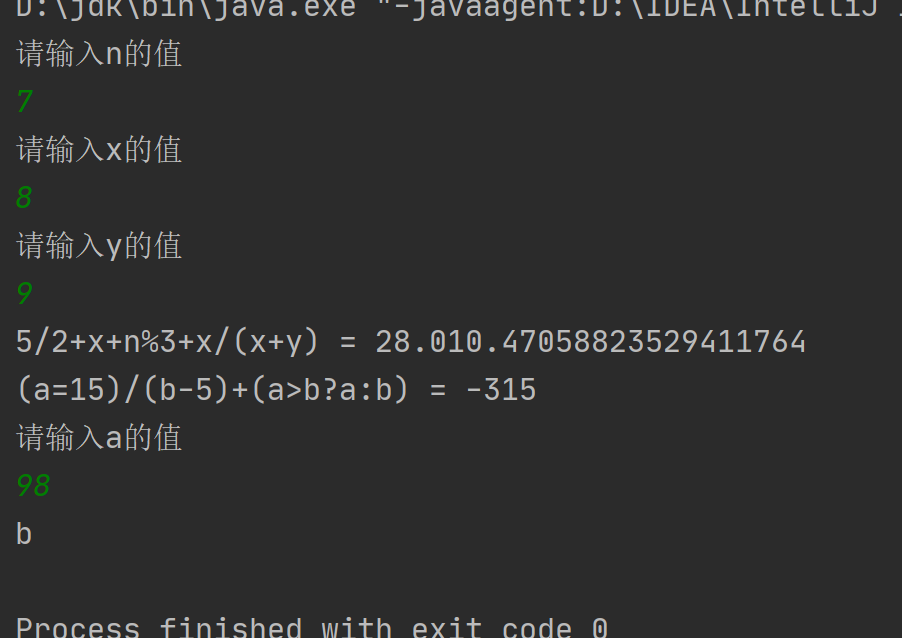 D:\jdk\bin\java.exe "-javaagent:D:\IDEA\IntelliJ
请输入n的值
7
请输入x的值
8
请输入y的值
9
5/2+x+n%3+x/(x+y) = 28.010.47058823529411764
(a=15)/(b-5)+(a>b?a:b) = -315
请输入a的值
98
b
Process finished with exit code 0